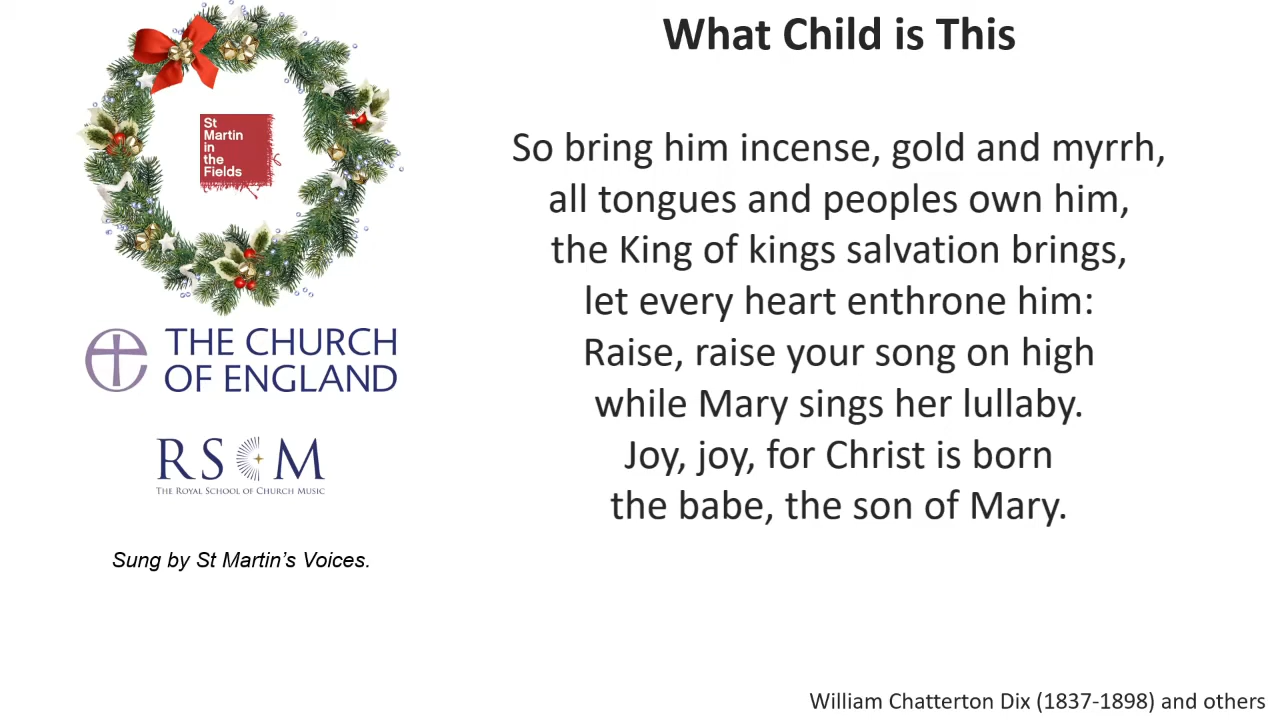 What Child is This
St
Martin
in
the
Fields
So bring him incense, gold and myrrh,
all tongues and peoples own him,
the King of kings salvation brings,
let every heart enthrone him:
Raise, raise your song on high
while Mary sings her lullaby.
Joy, joy, for Christ is born
the babe, the son of Mary.
THE CHURCH
OF ENGLAND
RSCM
THE ROYAL SCHOOL OF CHURCH MUSIC
Sung by St Martin’s Voices.
William Chatterton Dix (1837-1898) and others